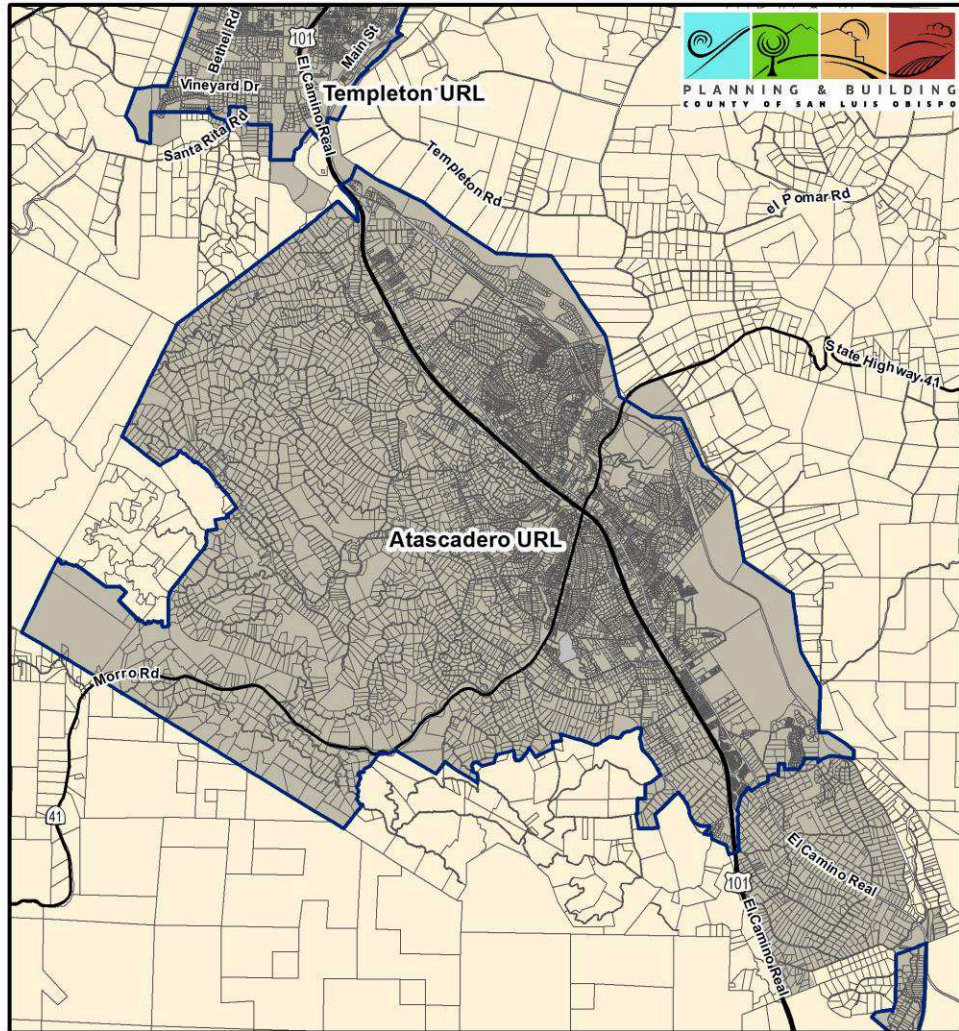 Bethel Rd
101
El Camino Real
Main St
Vineyard Dr
Templeton URL
Santa Rita Rd
Templeton Rd
el Pomar Rd
PLANNING & BUILDING
COUNTY OF SAN LUIS OBISPO
State Highway 41
Atascadero URL
Morro Rd
41
El Camino Real
101
El Camino Real